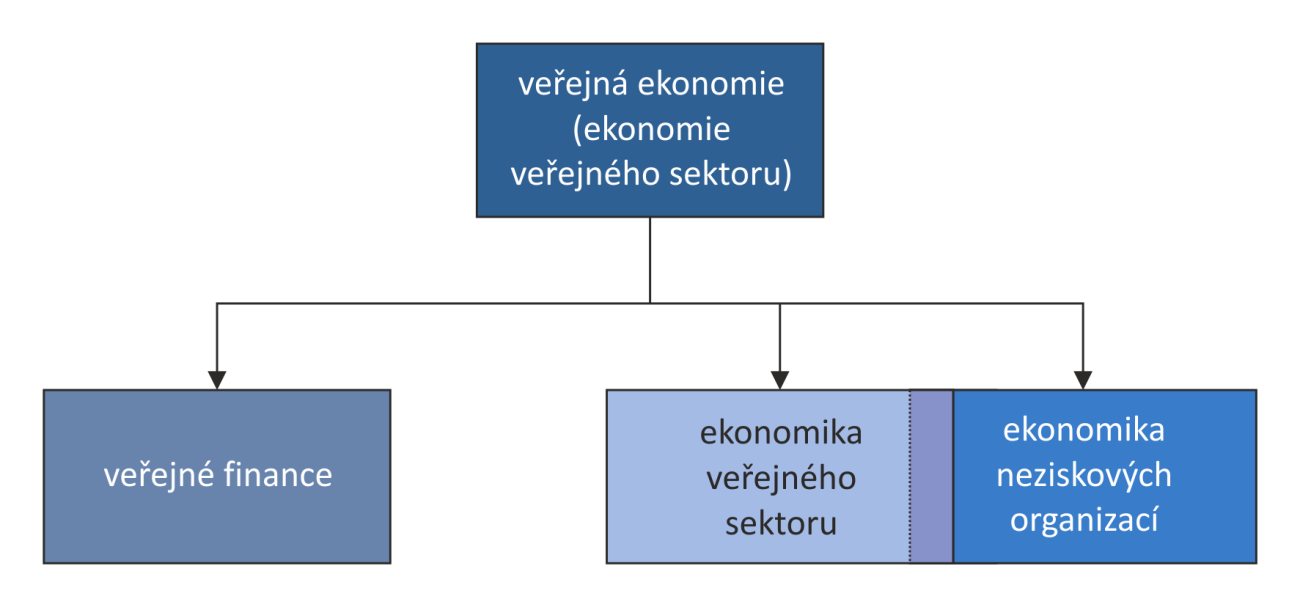 veřejná ekonomie
(ekonomie
veřejného sektoru)
veřejné finance
ekonomika
veřejného
sektoru
ekonomika
neziskových
organizací